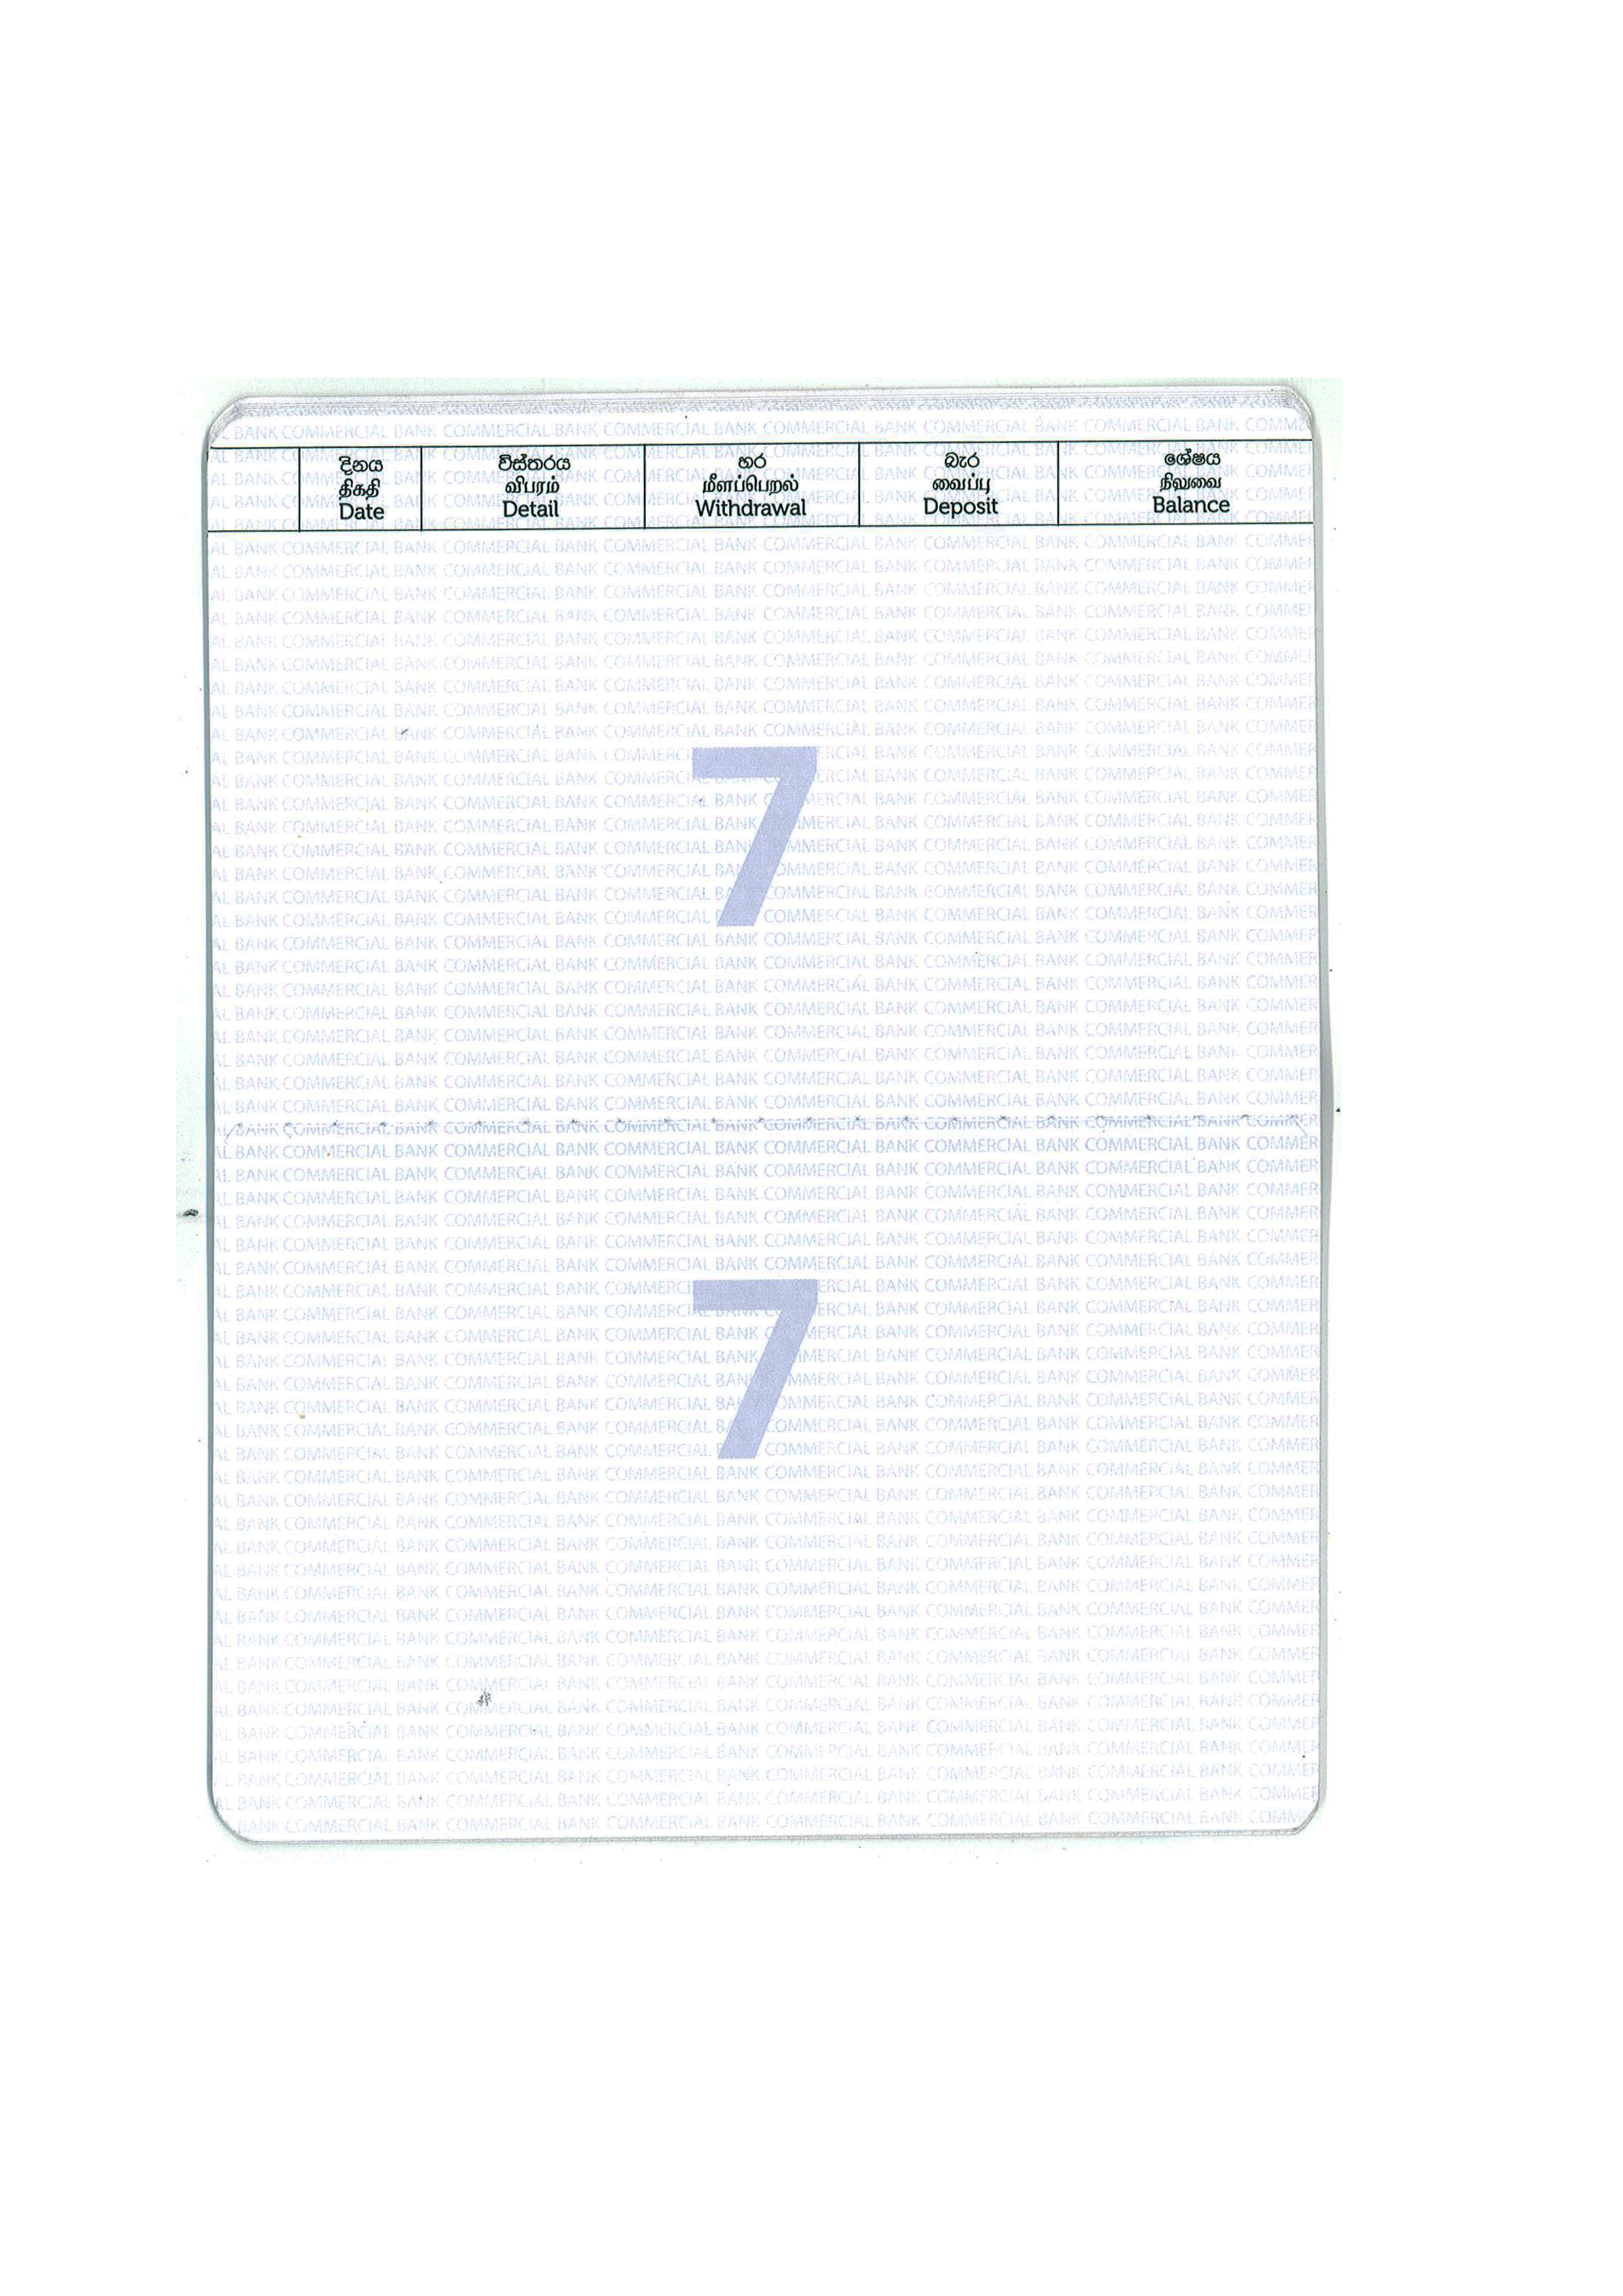 දිනය විස්තරය හර බැර ශේෂය
திகதி விபரம் மீளப்பெறல் வைப்பு நிலுவை
Date Detail Withdrawal Deposit Balance
7
7